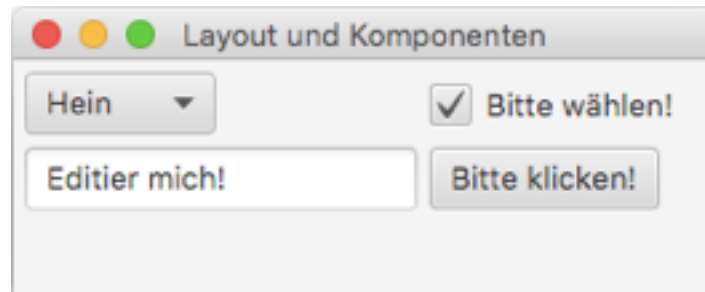 Layout und Komponenten
Hein
Bitte wählen!
Editier mich!
Bitte klicken!